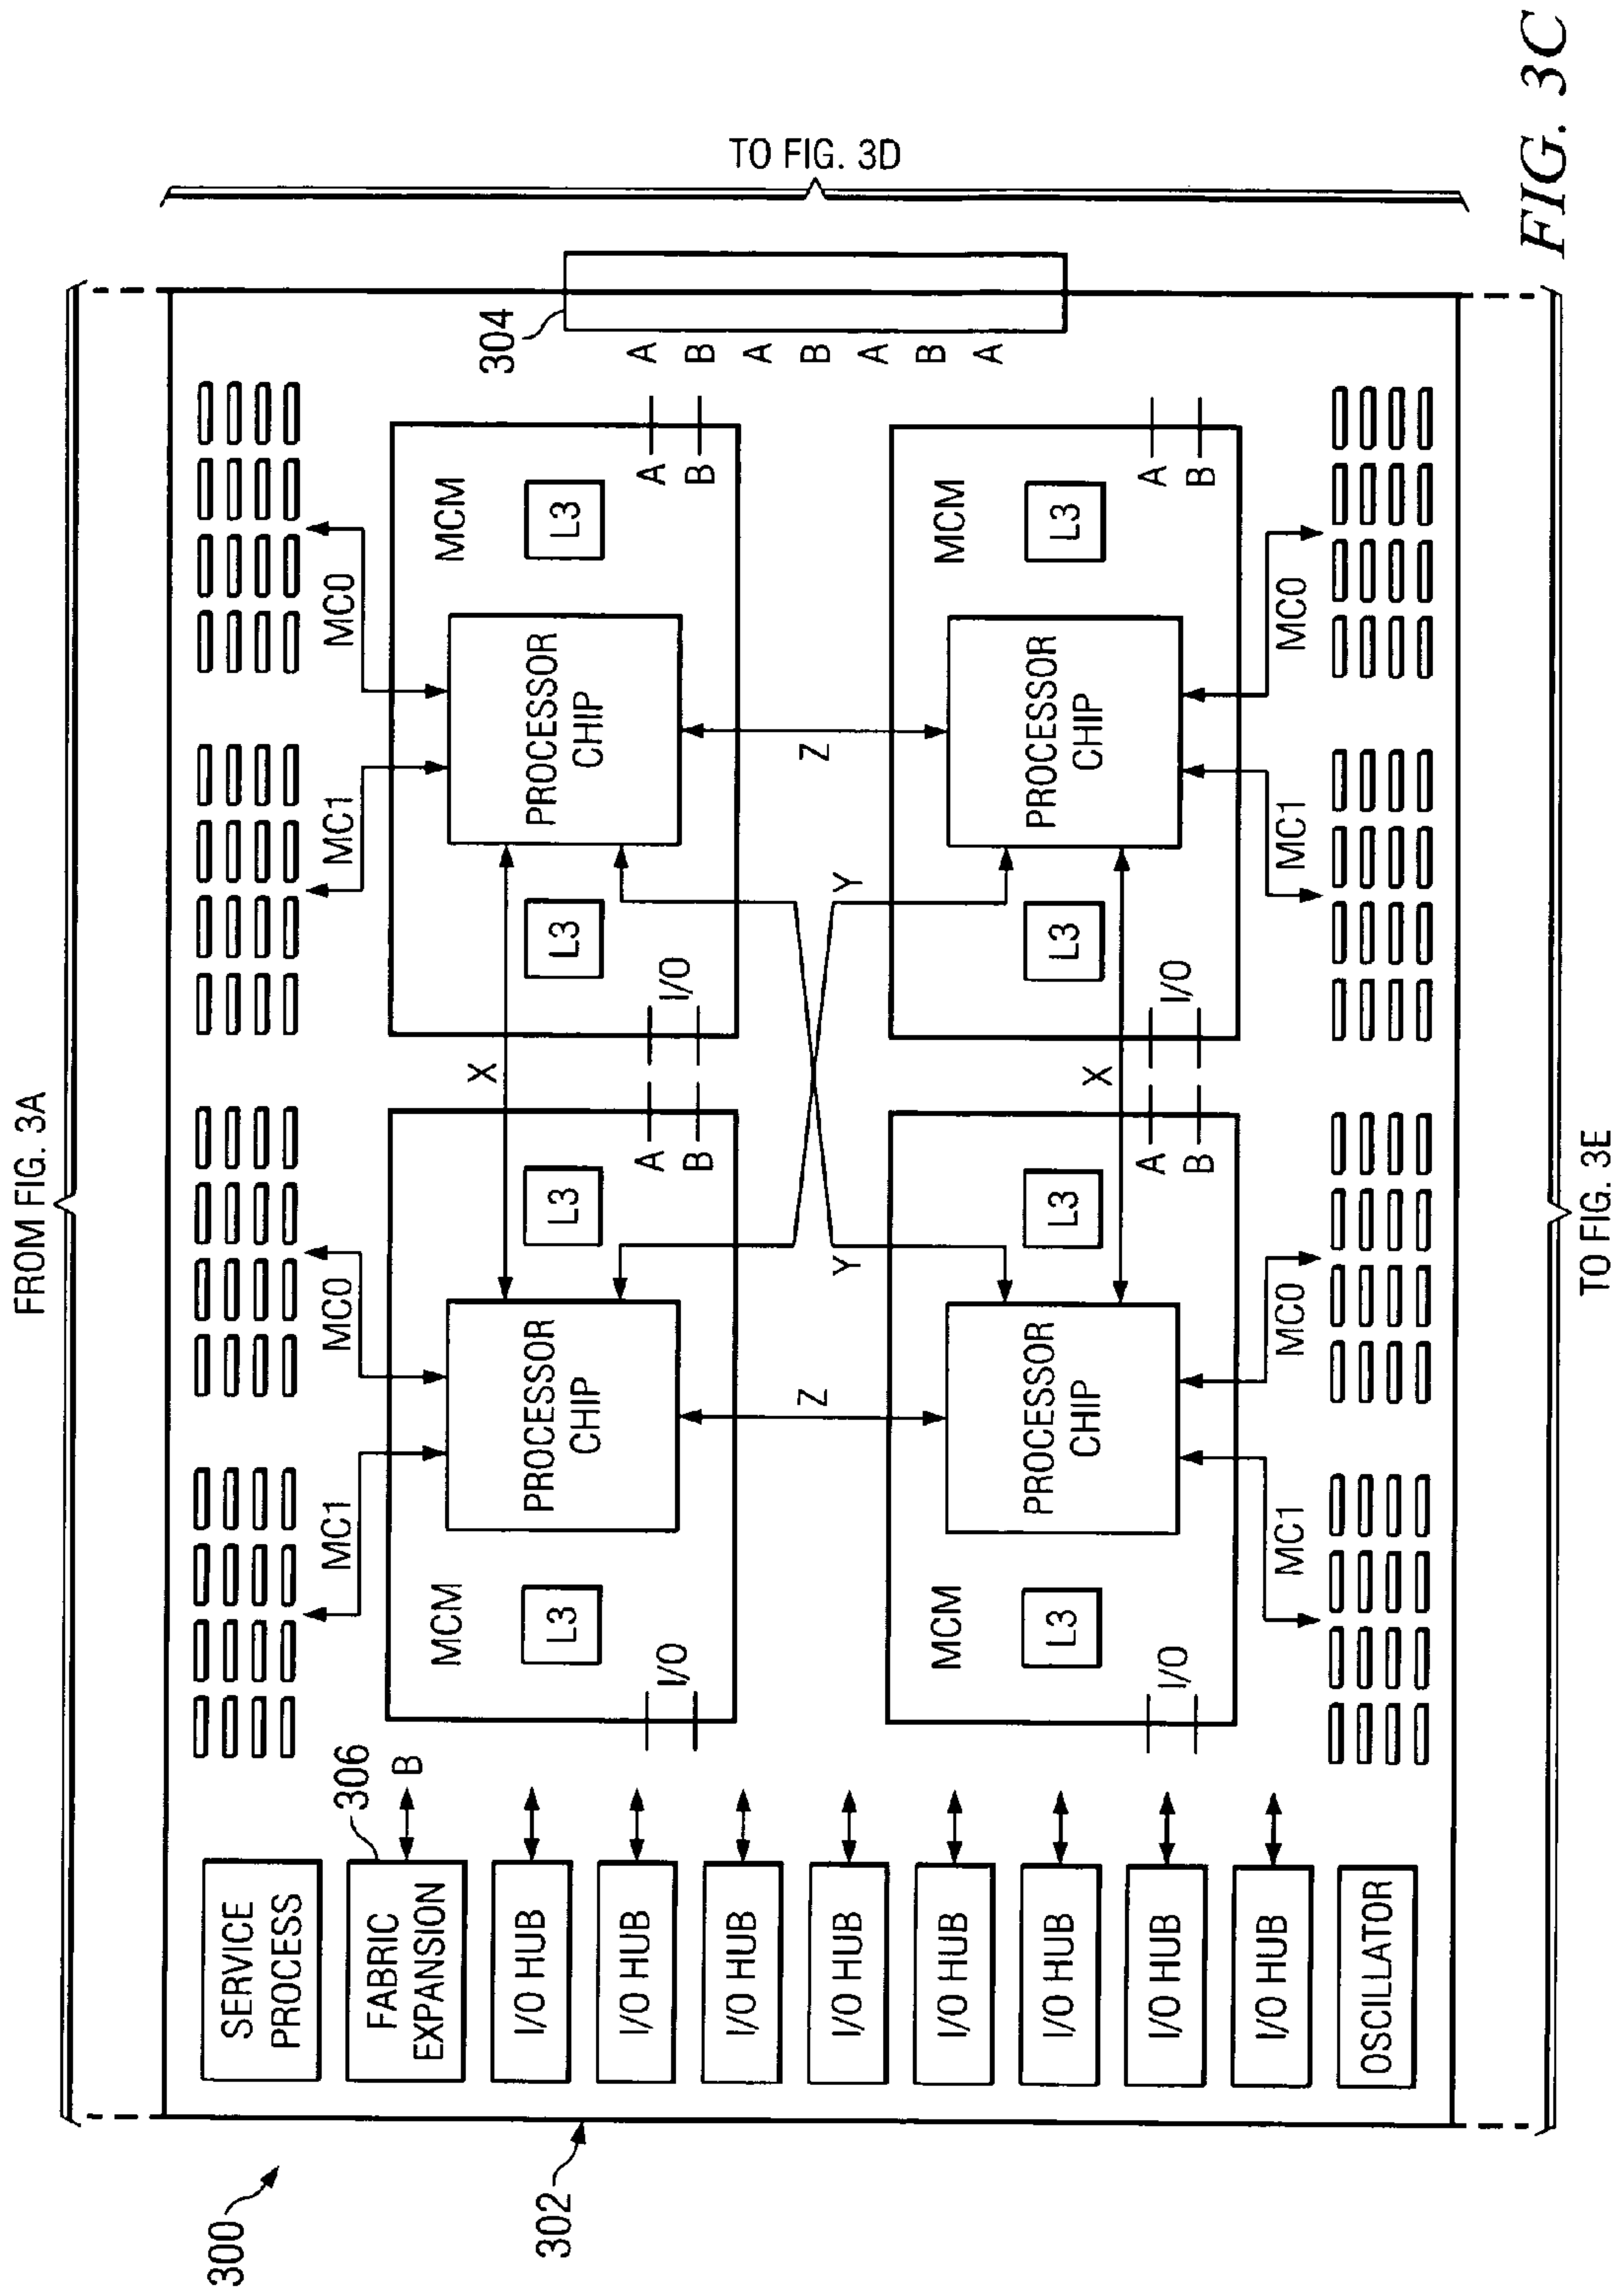 FROM FIG. 3A
300
302
SERVICE
PROCESS
306
B
FABRIC
EXPANSION
I/O HUB
I/O HUB
I/O HUB
I/O HUB
I/O HUB
I/O HUB
I/O HUB
I/O HUB
OSCILLATOR
MC1
MC0
MC1
MC0
MCM
L3
PROCESSOR
CHIP
L3
I/O
A
B
X
MCM
L3
PROCESSOR
CHIP
L3
I/O
A
B
304
A
B
A
B
A
B
A
Z
Y
Y
Z
MCM
L3
PROCESSOR
CHIP
L3
I/O
A
B
X
MCM
L3
PROCESSOR
CHIP
L3
I/O
A
B
MC1
MC0
MC1
MC0
TO FIG. 3D
TO FIG. 3E
FIG. 3C